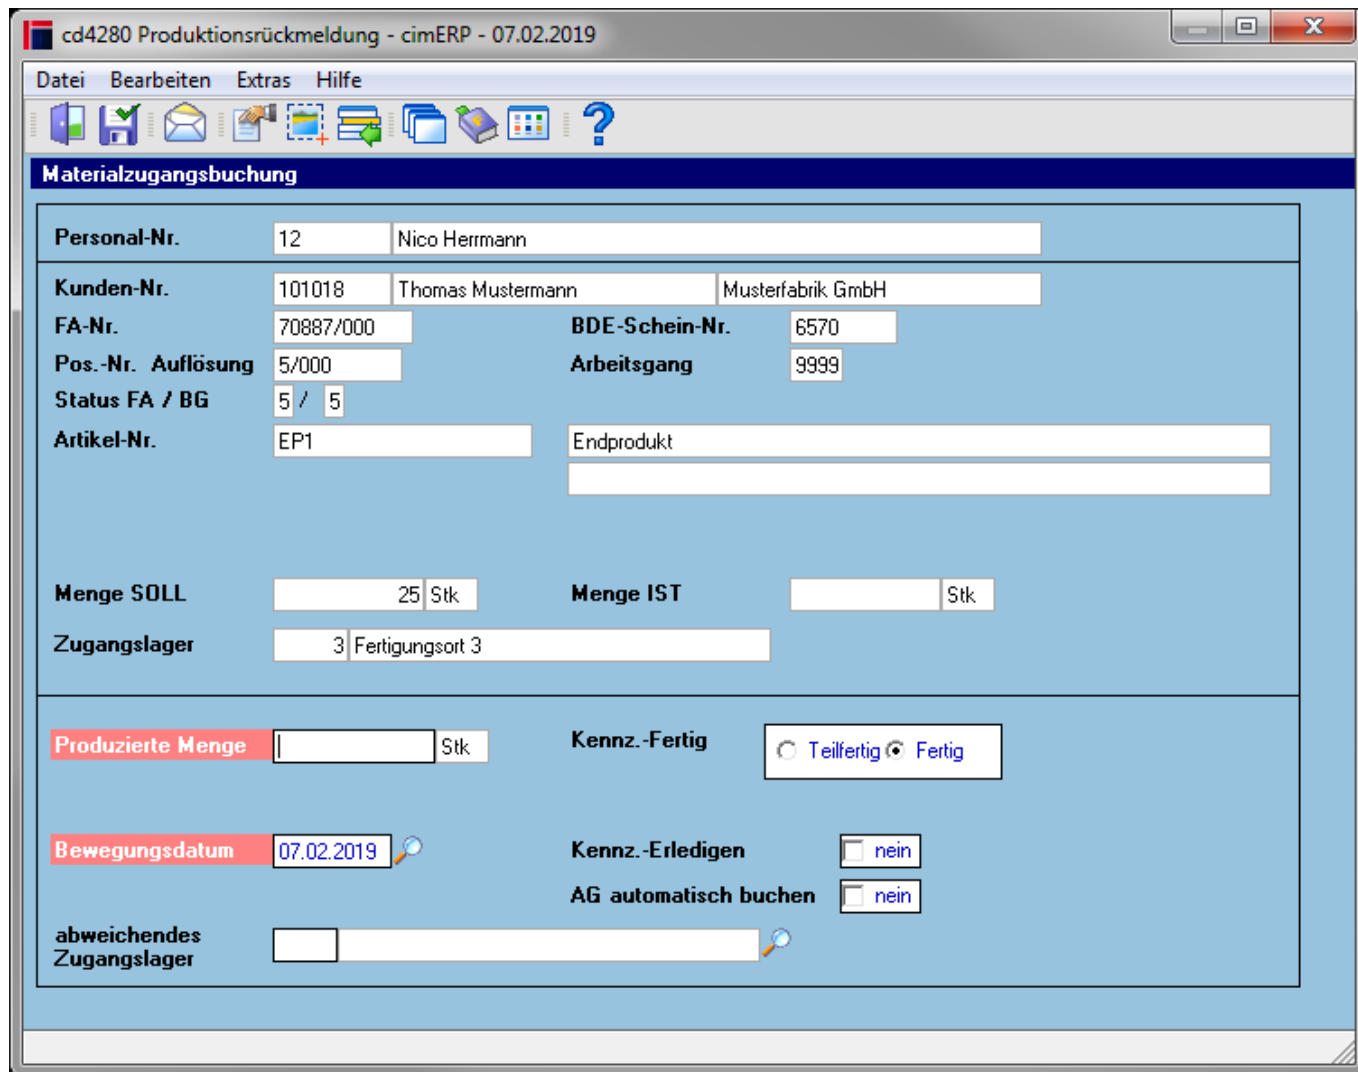 cd4280 Produktionsrückmeldung - cimERP - 07.02.2019
Datei Bearbeiten Extras Hilfe
Materialzugangsbuchung
Personal-Nr. 12 Nico Herrmann
Kunden-Nr. 101018 Thomas Mustermann Musterfabrik GmbH
FA-Nr. 70887/000 BDE-Schein-Nr. 6570
Pos.-Nr. Auflösung 5/000 Arbeitsgang 9999
Status FA / BG 5 / 5
Artikel-Nr. EP1 Endprodukt
Menge SOLL 25 Stk Menge IST Stk
Zugangslager 3 Fertigungsort 3
Produzierte Menge Stk Kennz.-Fertig Teilfertig Fertig
Bewegungsdatum 07.02.2019 Kennz.-Erledigen nein
AG automatisch buchen nein
abweichendes
Zugangslager